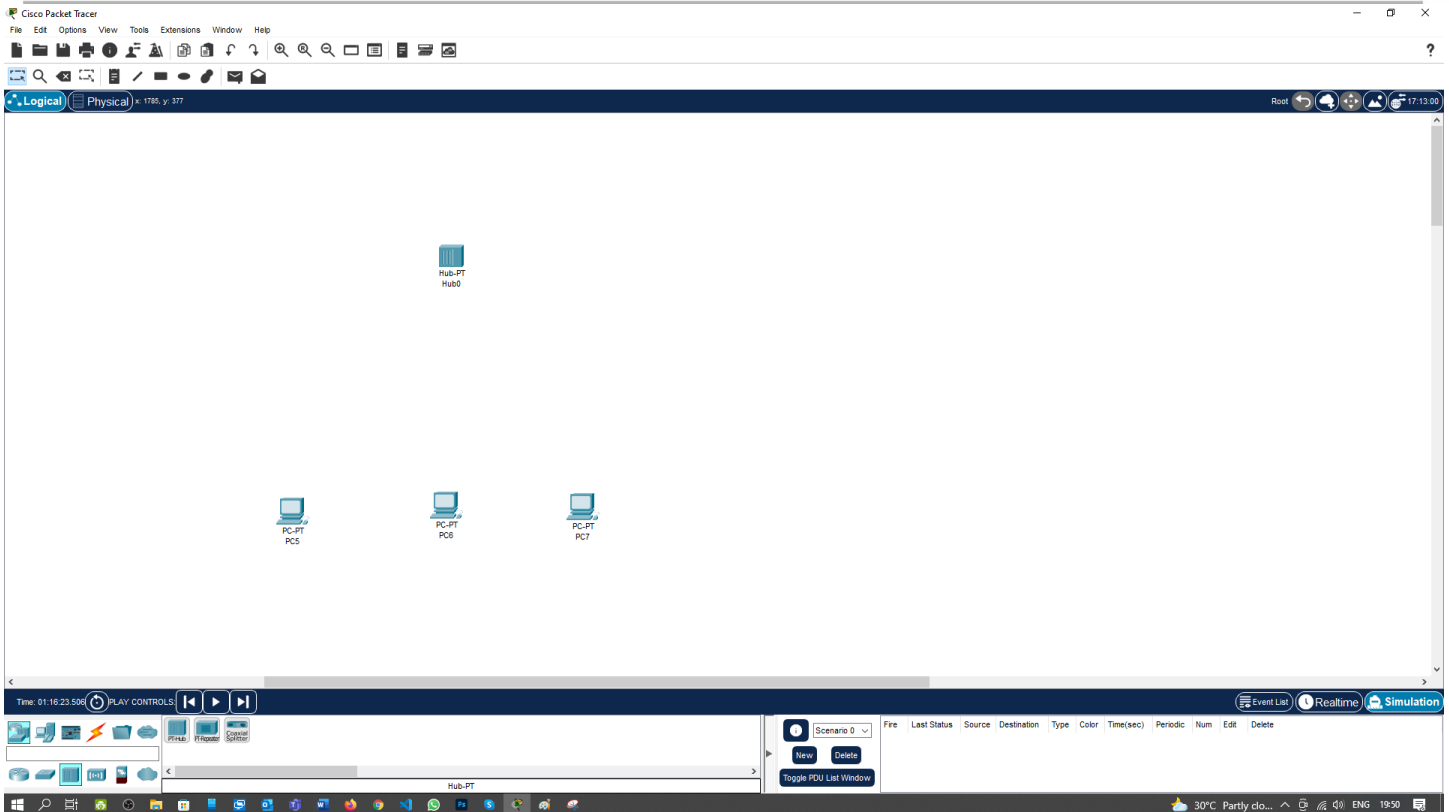 Cisco Packet Tracer
File Edit Options View Tools Extensions Window Help
?
Logical Physical x: 1785, y: 377 Root 17:13:00
Hub-PT
Hub0
PC-PT
PC5
PC-PT
PC6
PC-PT
PC7
Time: 01:16:23.506 PLAY CONTROLS: Event List Realtime Simulation
PT-Hub PT-Repeater Coaxial Splitter
Scenario 0
New Delete
Toggle PDU List Window
Fire Last Status Source Destination Type Color Time(sec) Periodic Num Edit Delete
Hub-PT
30°C Partly clo... ENG 19:50